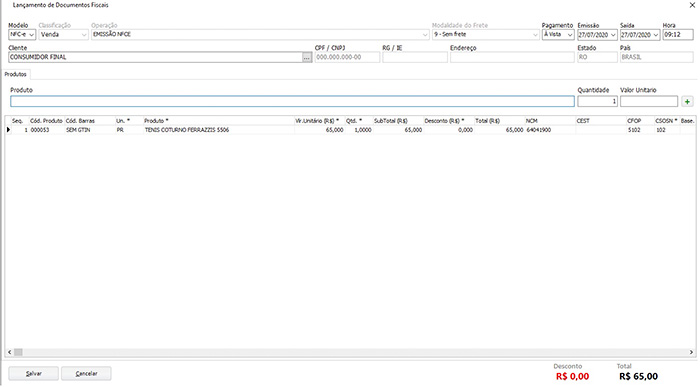 Lançamento de Documentos Fiscais
Modelo Classificação Operação Modalidade do Frete Pagamento Emissão Saída Hora
NFC-e Venda EMISSÃO NFCE 9 - Sem frete À Vista 27/07/2020 27/07/2020 09:12
Cliente CPF / CNPJ RG / IE Endereço Estado País
CONSUMIDOR FINAL ... 000.000.000-00 RO BRASIL
Produtos
Produto Quantidade Valor Unitario
1 +
Seq. Cód. Produto Cód. Barras Un. * Produto * Vlr.Unitário (R$) * Qtd. * SubTotal (R$) Desconto (R$) * Total (R$) NCM CEST CFOP CSOSN * Base.
1 000053 SEM GTIN PR TENIS COTURNO FERRAZZIS 5506 65,000 1,0000 65,000 0,000 65,000 64041900 5102 102
Salvar Cancelar Desconto Total
R$ 0,00 R$ 65,00